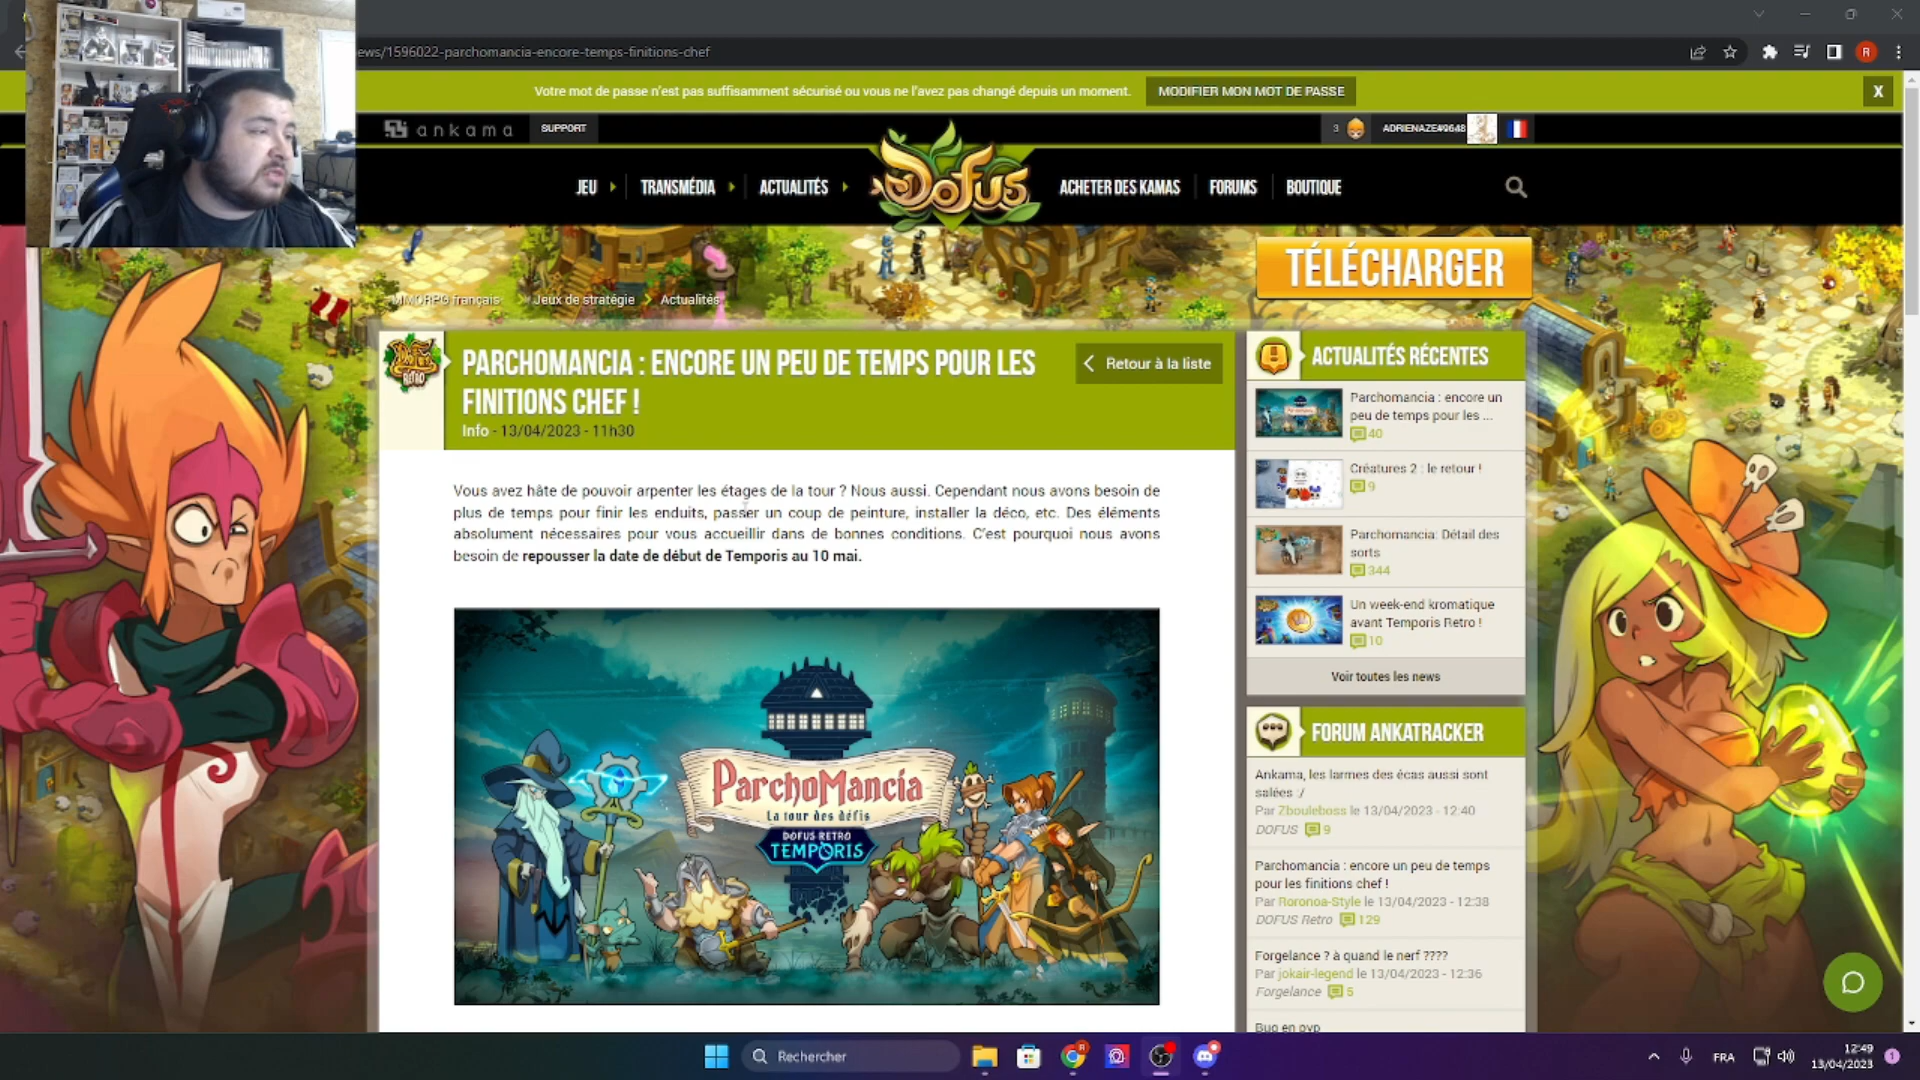 ews/1596022-parchomancia-encore-temps-finitions-chef
R
Votre mot de passe n'est pas suffisamment sécurisé ou vous ne l'avez pas changé depuis un moment.
MODIFIER MON MOT DE PASSE
X
ankama
SUPPORT
3
ADRIENAZE#9648
JEU
TRANSMÉDIA
ACTUALITÉS
DOFUS
ACHETER DES KAMAS
FORUMS
BOUTIQUE
TÉLÉCHARGER
MMORPG français
Jeux de stratégie
Actualités
RETRO
PARCHOMANCIA : ENCORE UN PEU DE TEMPS POUR LES
FINITIONS CHEF !
Info - 13/04/2023 - 11h30
Retour à la liste
Vous avez hâte de pouvoir arpenter les étages de la tour ? Nous aussi. Cependant nous avons besoin de
plus de temps pour finir les enduits, passer un coup de peinture, installer la déco, etc. Des éléments
absolument nécessaires pour vous accueillir dans de bonnes conditions. C'est pourquoi nous avons
besoin de repousser la date de début de Temporis au 10 mai.
ParchoMancia
La tour des défis
DOFUS RETRO
TEMPORIS
ACTUALITÉS RÉCENTES
Parchomancia : encore un
peu de temps pour les ...
40
Créatures 2 : le retour !
9
Parchomancia: Détail des
sorts
344
Un week-end kromatique
avant Temporis Retro !
10
Voir toutes les news
FORUM ANKATRACKER
Ankama, les larmes des écas aussi sont
salées :/
Par Zbouleboss le 13/04/2023 - 12:40
DOFUS 9
Parchomancia : encore un peu de temps
pour les finitions chef !
Par Roronoa-Style le 13/04/2023 - 12:38
DOFUS Retro 129
Forgelance ? à quand le nerf ????
Par jokair-legend le 13/04/2023 - 12:36
Forgelance 5
Bug en pvp
Rechercher
R
FRA
12:49
13/04/2023
1